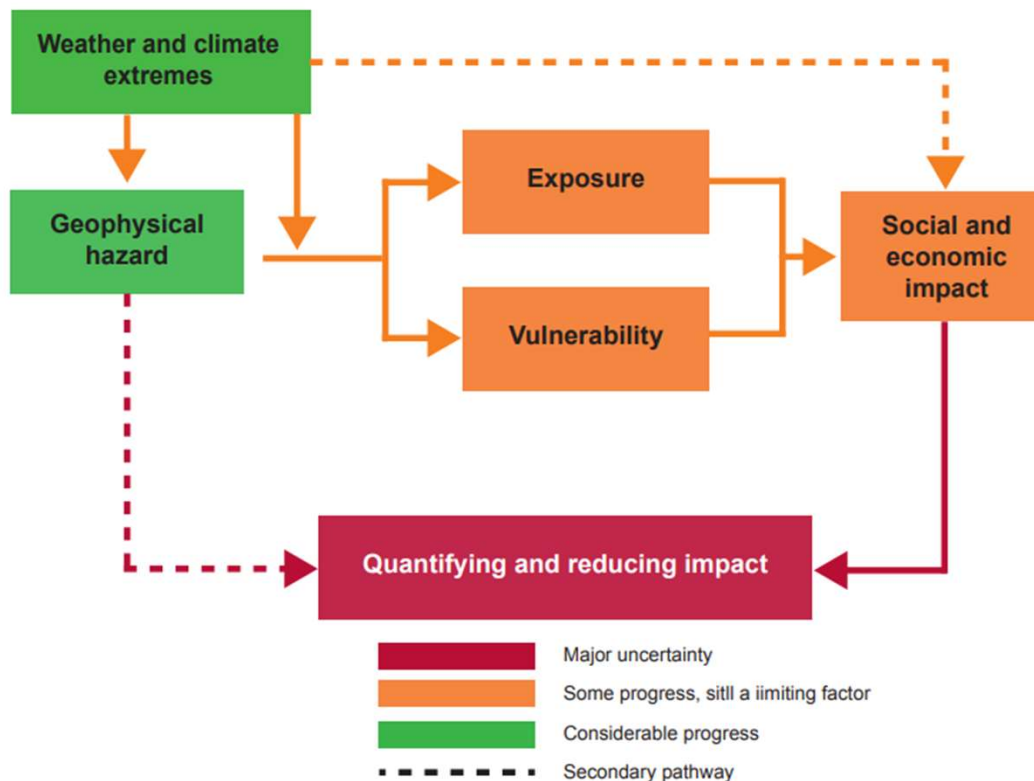 Weather and climate
extremes
Exposure
Geophysical
hazard
Social and
economic
impact
Vulnerability
Quantifying and reducing impact
Major uncertainty
Some progress, sitll a iimiting factor
Considerable progress
Secondary pathway